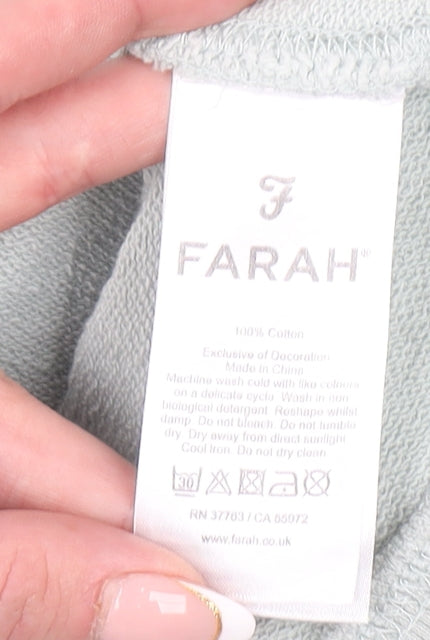 F
FARAH®
100% Cotton
Exclusive of Decoration
Made in China
Machine wash cold with like colours
on a delicate cycle. Wash in non
biological detergent. Reshape whilst
damp. Do not bleach. Do not tumble
dry. Dry away from direct sunlight.
Cool Iron. Do not dry clean.
30
RN 37763 / CA 55972
www.farah.co.uk